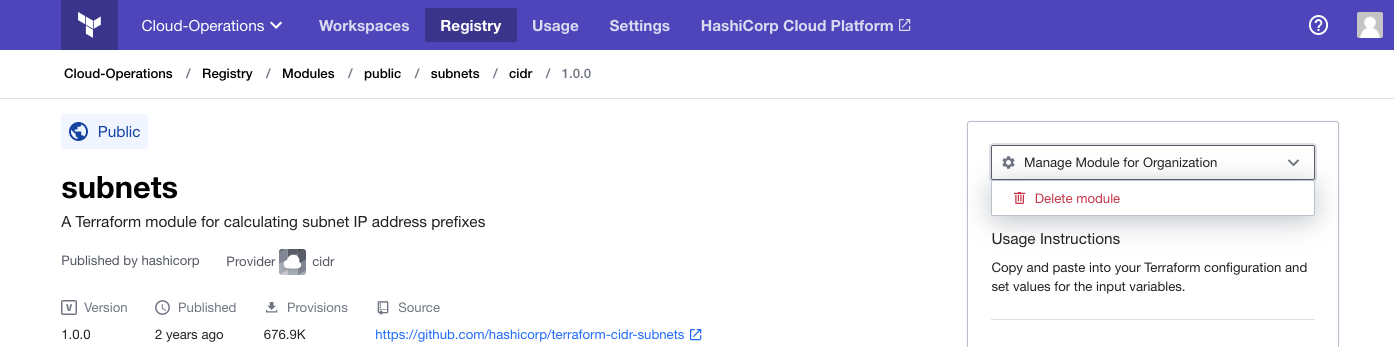 Cloud-Operations Workspaces Registry Usage Settings HashiCorp Cloud Platform
Cloud-Operations / Registry / Modules / public / subnets / cidr / 1.0.0
Public
subnets
A Terraform module for calculating subnet IP address prefixes
Published by hashicorp Provider cidr
V Version Published Provisions Source
1.0.0 2 years ago 676.9K https://github.com/hashicorp/terraform-cidr-subnets
Manage Module for Organization
Delete module
Usage Instructions
Copy and paste into your Terraform configuration and
set values for the input variables.